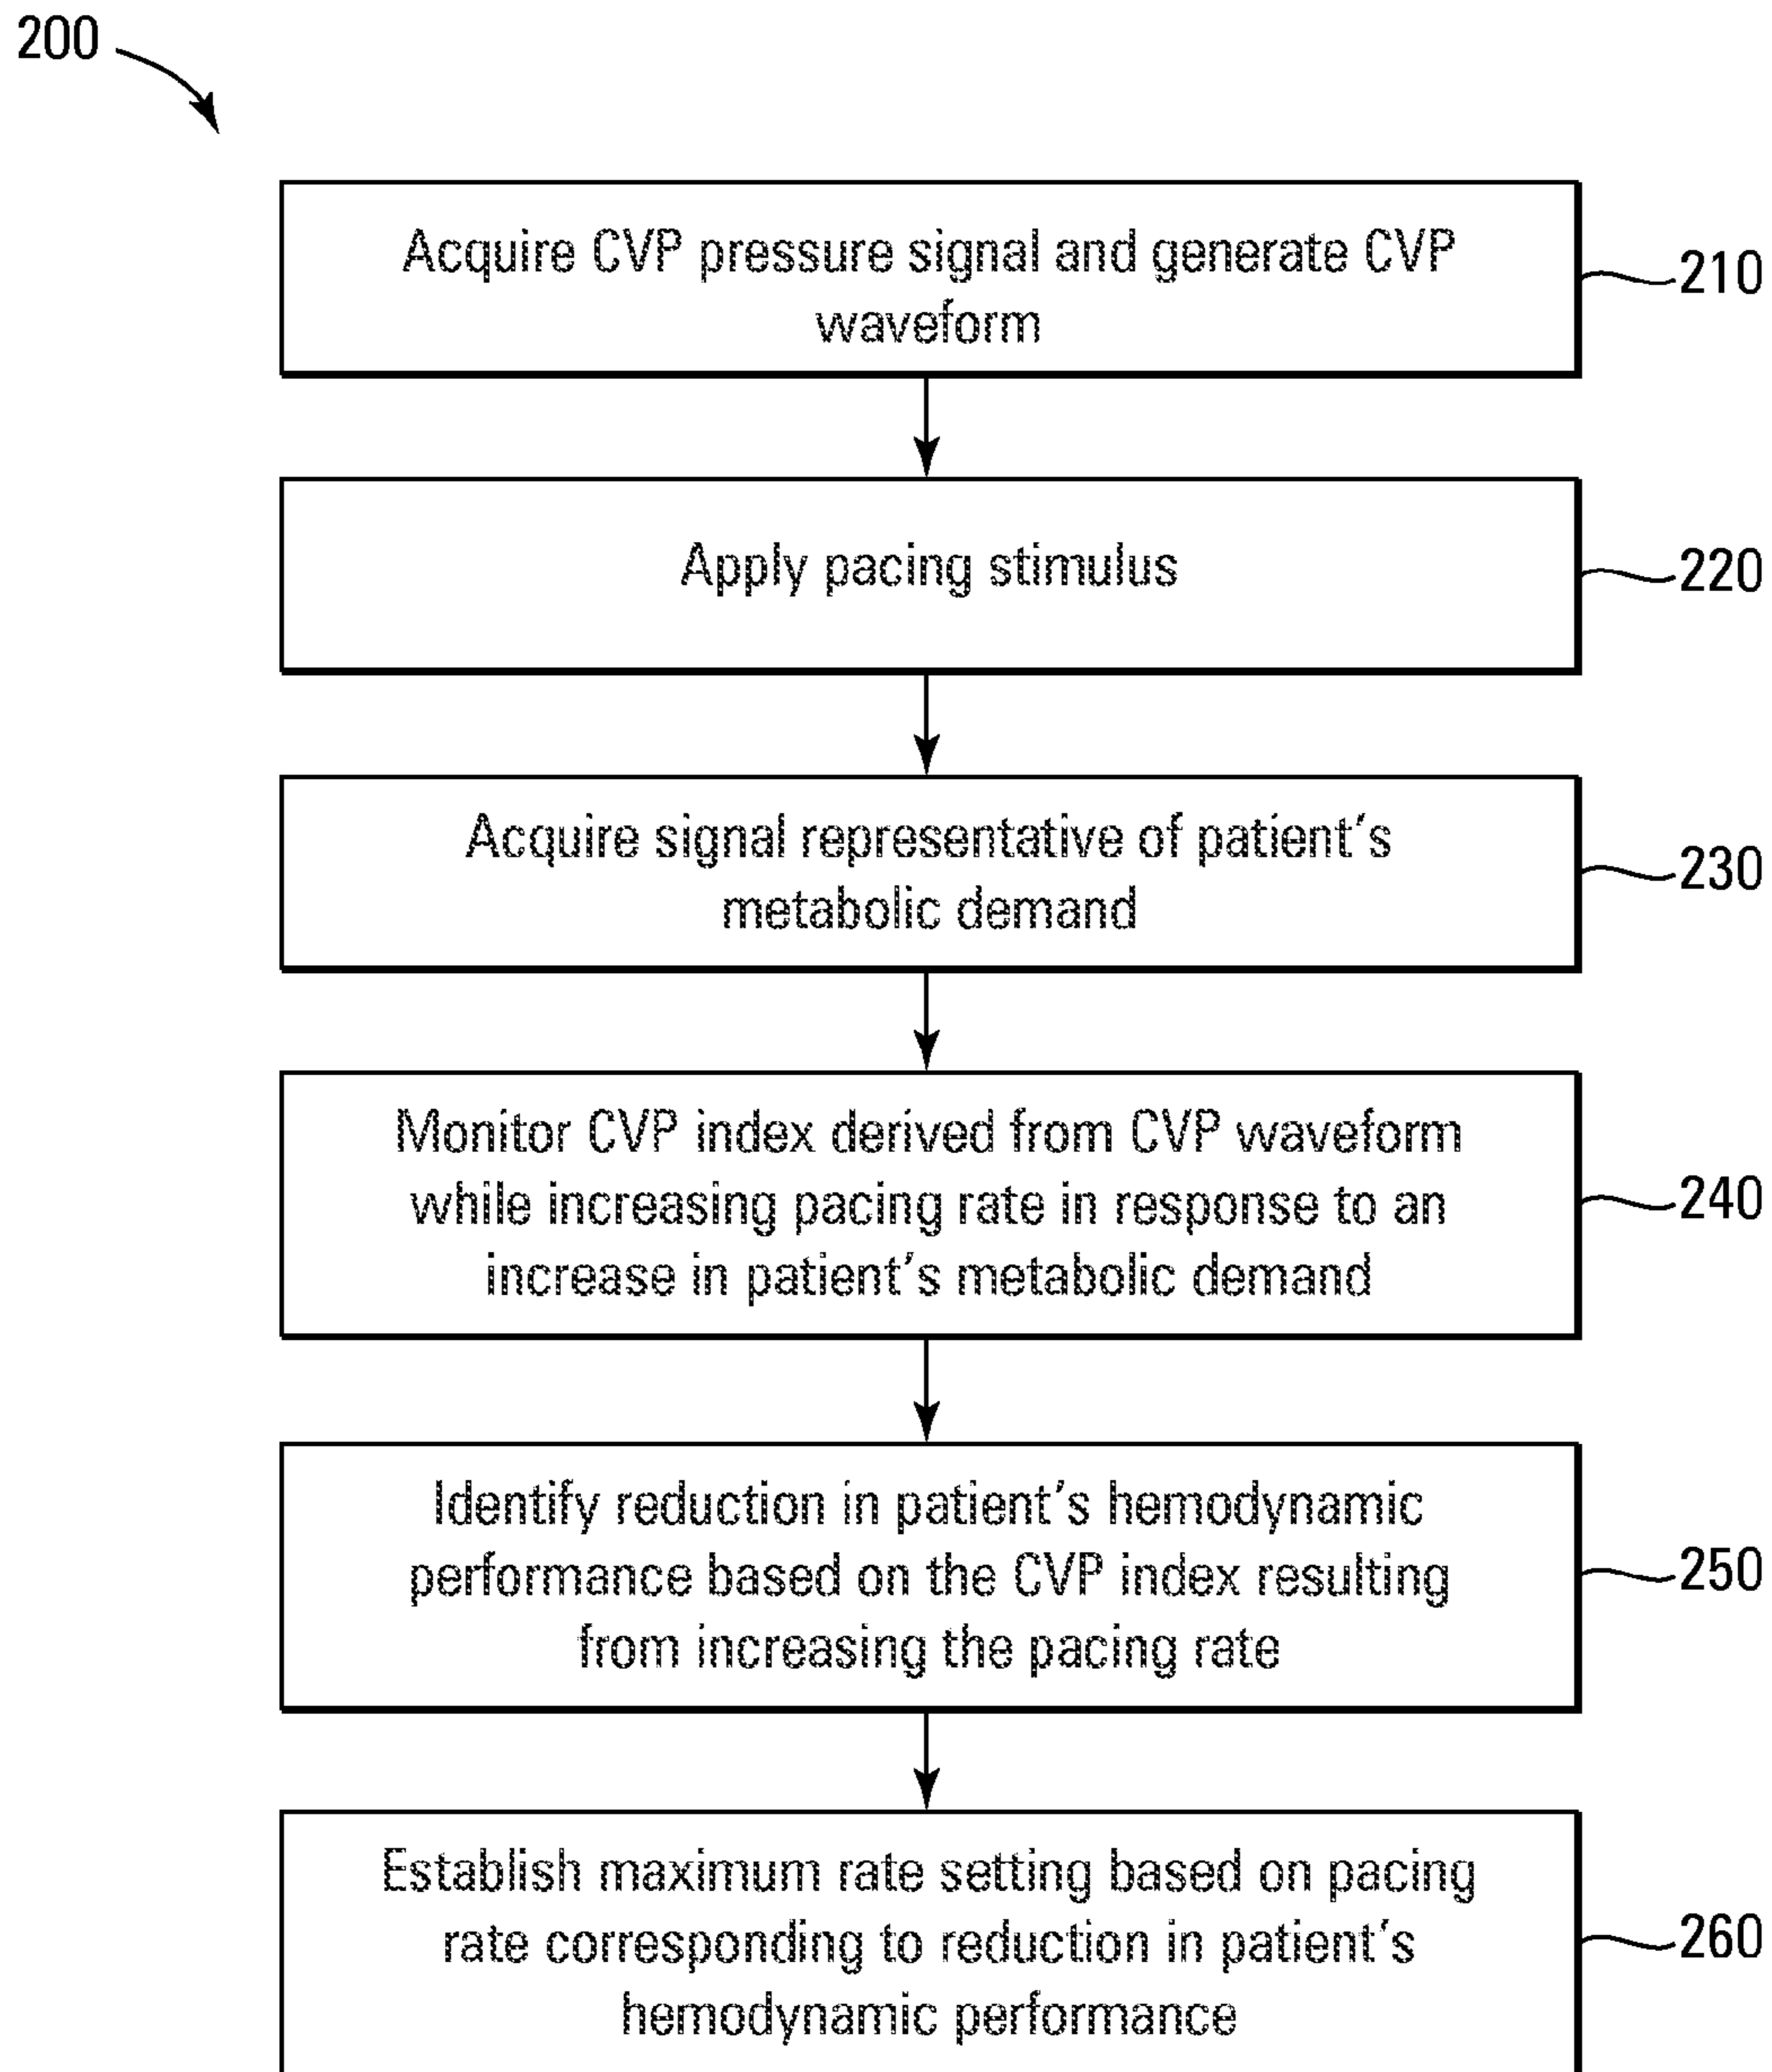 200
Acquire CVP pressure signal and generate CVP
waveform
210
Apply pacing stimulus
220
Acquire signal representative of patient's
metabolic demand
230
Monitor CVP index derived from CVP waveform
while increasing pacing rate in response to an
increase in patient's metabolic demand
240
Identify reduction in patient's hemodynamic
performance based on the CVP index resulting
from increasing the pacing rate
250
Establish maximum rate setting based on pacing
rate corresponding to reduction in patient's
hemodynamic performance
260